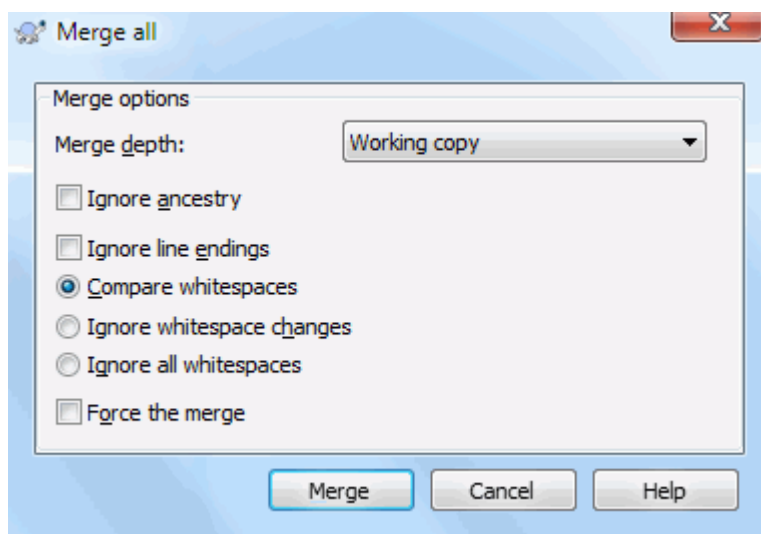 Merge all
Merge options
Merge depth: Working copy
Ignore ancestry
Ignore line endings
Compare whitespaces
Ignore whitespace changes
Ignore all whitespaces
Force the merge
Merge Cancel Help